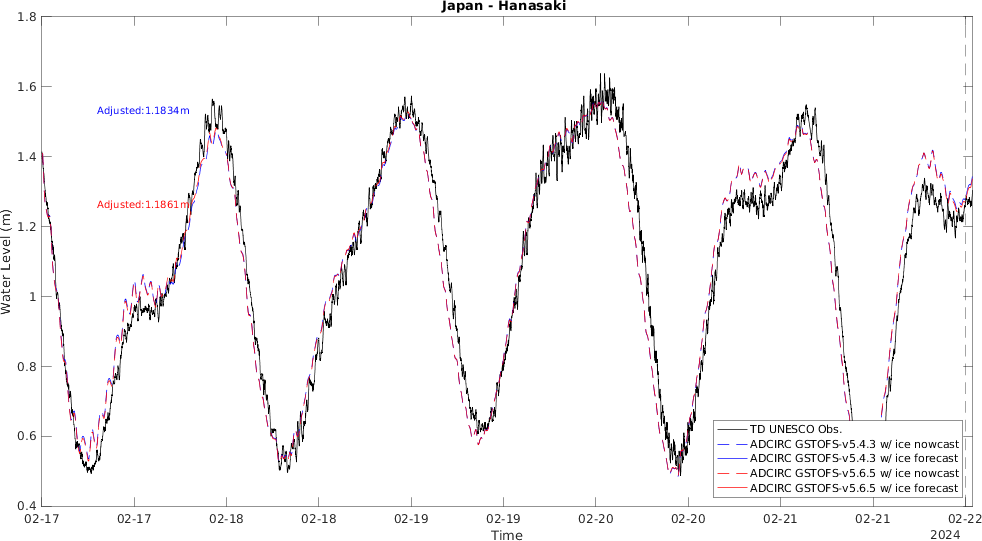 Japan - Hanasaki
1.8
1.6
1.4
1.2
1
0.8
0.6
0.4
Water Level (m)
Adjusted:1.1834m
Adjusted:1.1861m
TD UNESCO Obs.
ADCIRC GSTOFS-v5.4.3 w/ ice nowcast
ADCIRC GSTOFS-v5.4.3 w/ ice forecast
ADCIRC GSTOFS-v5.6.5 w/ ice nowcast
ADCIRC GSTOFS-v5.6.5 w/ ice forecast
02-17 02-17 02-18 02-18 02-19 02-19 02-20 02-20 02-21 02-21 02-22
Time
2024